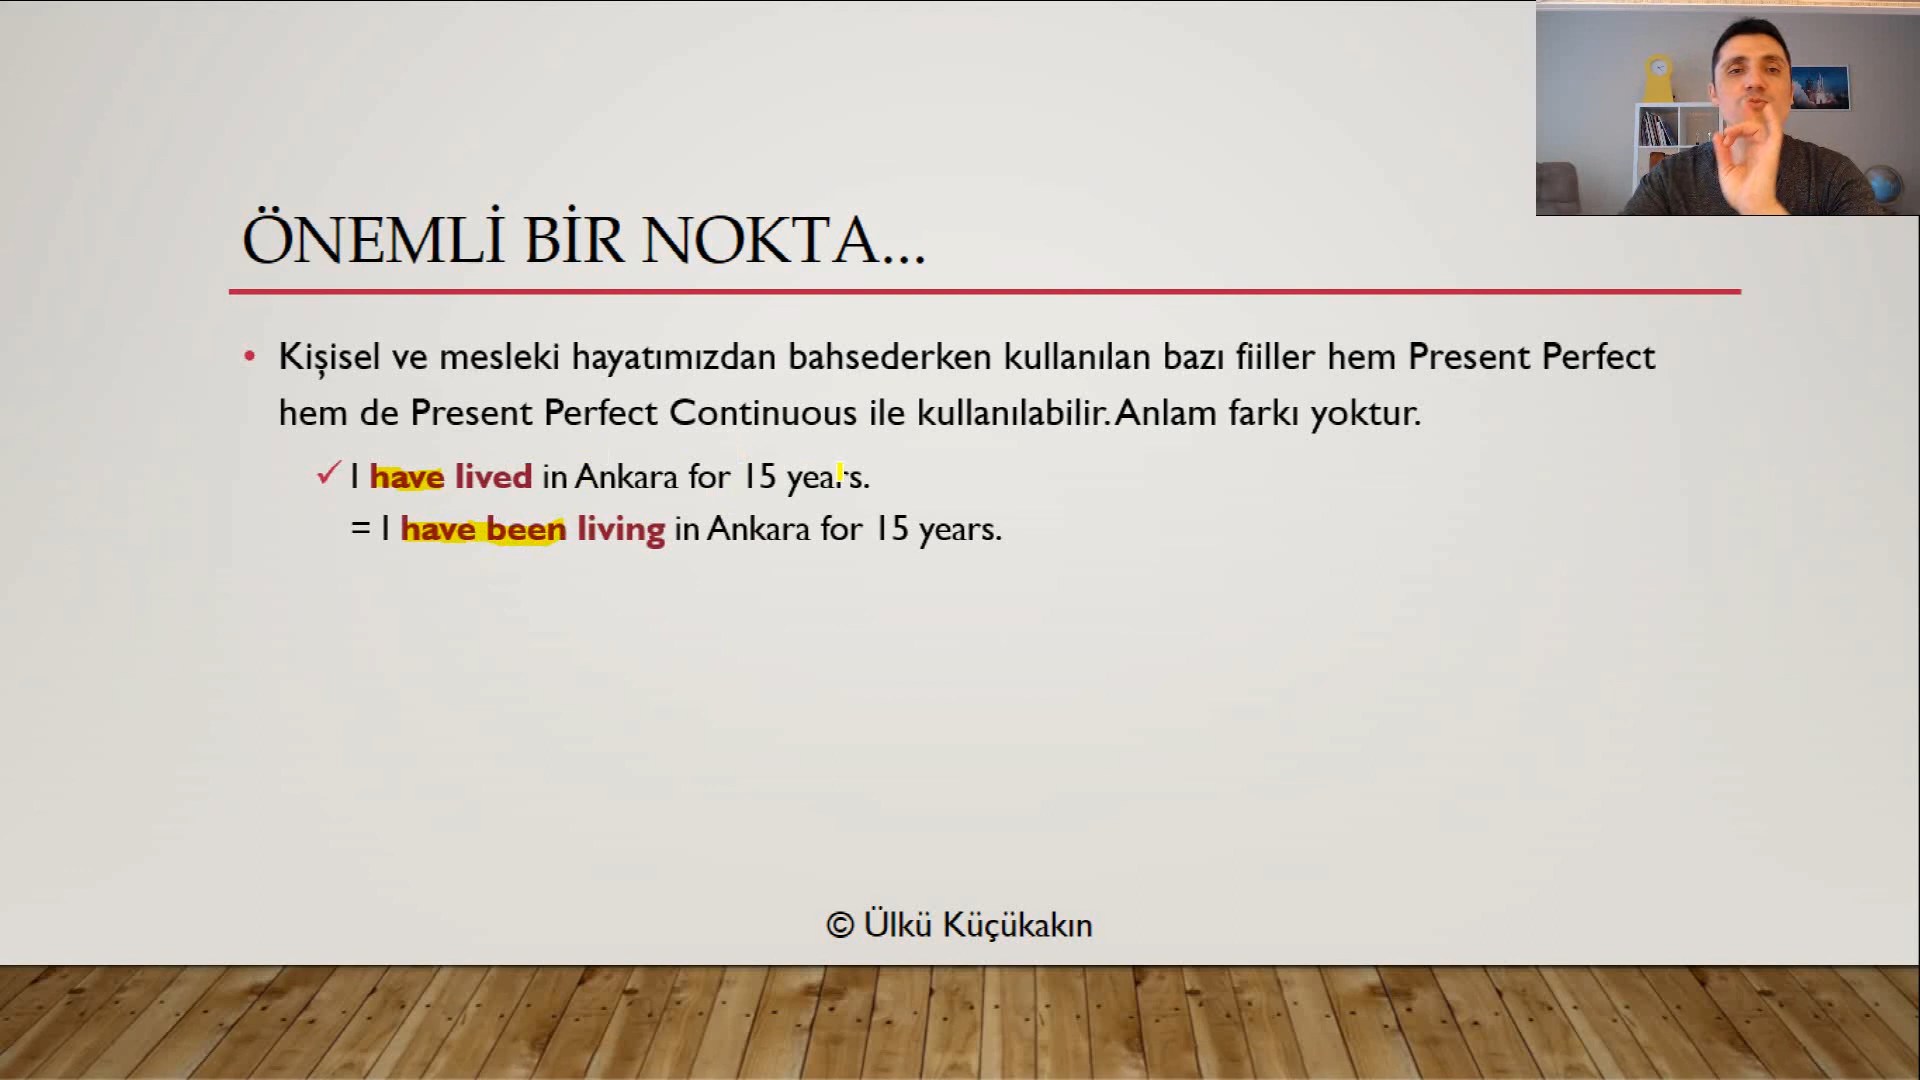 ÖNEMLİ BİR NOKTA...
• Kişisel ve mesleki hayatımızdan bahsederken kullanılan bazı fiiller hem Present Perfect
hem de Present Perfect Continuous ile kullanılabilir. Anlam farkı yoktur.
✓ I have lived in Ankara for 15 years.
= I have been living in Ankara for 15 years.
© Ülkü Küçükakın